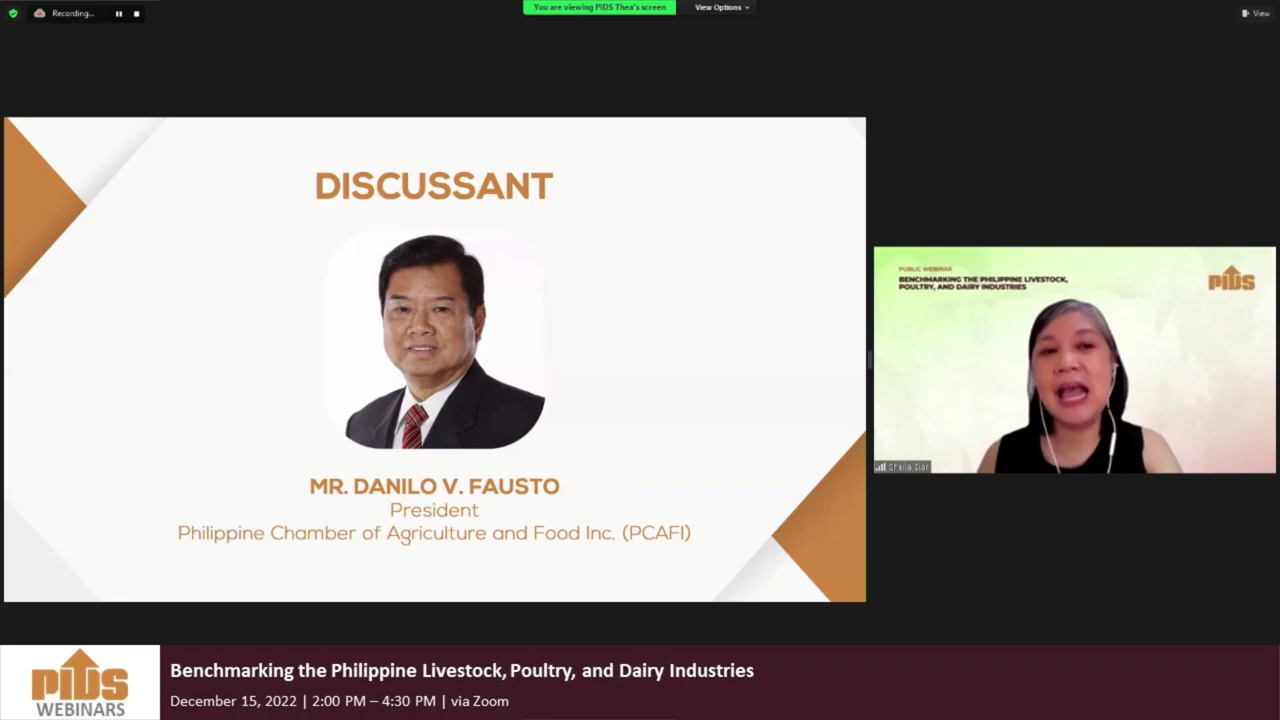 Recording...
You are viewing PIDS Thea's screen
View Options
View
DISCUSSANT
MR. DANILO V. FAUSTO
President
Philippine Chamber of Agriculture and Food Inc. (PCAFI)
PUBLIC WEBINAR
BENCHMARKING THE PHILIPPINE LIVESTOCK,
POULTRY, AND DAIRY INDUSTRIES
PIDS
Sheila Siar
PIDS
WEBINARS
Benchmarking the Philippine Livestock, Poultry, and Dairy Industries
December 15, 2022 | 2:00 PM – 4:30 PM | via Zoom